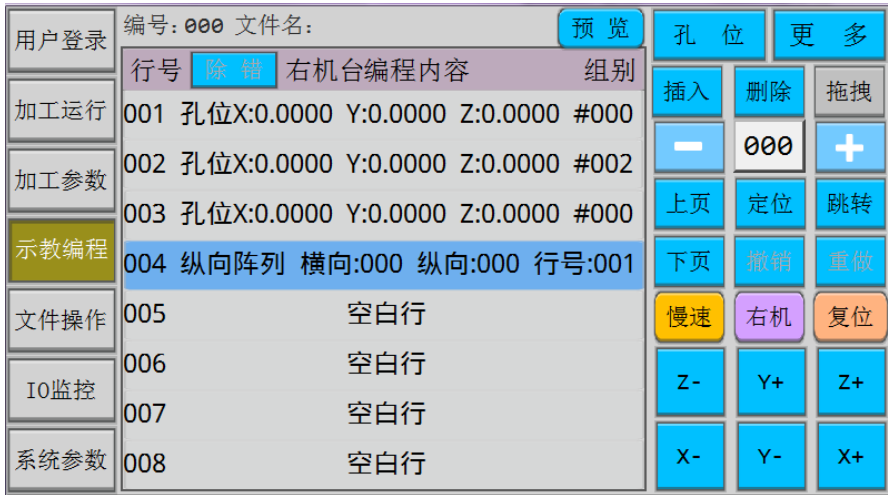 用户登录
加工运行
加工参数
示教编程
文件操作
IO监控
系统参数
编号:000 文件名:
预 览
行号 除 错 右机台编程内容 组别
001 孔位X:0.0000 Y:0.0000 Z:0.0000 #000
002 孔位X:0.0000 Y:0.0000 Z:0.0000 #002
003 孔位X:0.0000 Y:0.0000 Z:0.0000 #000
004 纵向阵列 横向:000 纵向:000 行号:001
005 空白行
006 空白行
007 空白行
008 空白行
孔 位 更 多
插入 删除 拖拽
− 000 +
上页 定位 跳转
下页 撤销 重做
慢速 右机 复位
Z- Y+ Z+
X- Y- X+